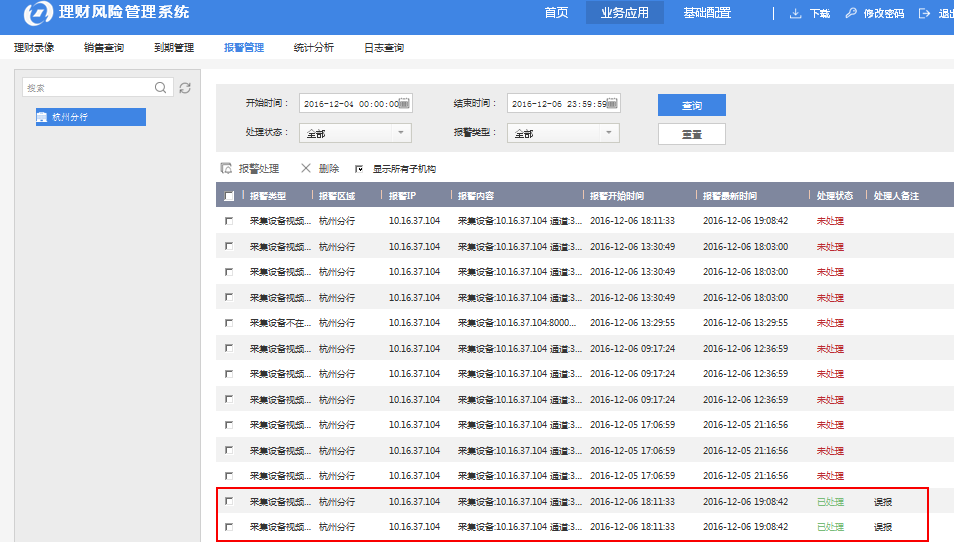 理财风险管理系统 首页 业务应用 基础配置 下载 修改密码 退出
理财录像 销售查询 到期管理 报警管理 统计分析 日志查询
搜索
杭州分行
开始时间： 2016-12-04 00:00:00 结束时间： 2016-12-06 23:59:59 查询
处理状态： 全部 报警类型： 全部 重置
报警处理 删除 显示所有子机构
报警类型 报警区域 报警IP 报警内容 报警开始时间 报警最新时间 处理状态 处理人备注
采集设备视频... 杭州分行 10.16.37.104 采集设备:10.16.37.104 通道:3... 2016-12-06 18:11:33 2016-12-06 19:08:42 未处理
采集设备视频... 杭州分行 10.16.37.104 采集设备:10.16.37.104 通道:3... 2016-12-06 13:30:49 2016-12-06 18:03:00 未处理
采集设备视频... 杭州分行 10.16.37.104 采集设备:10.16.37.104 通道:3... 2016-12-06 13:30:49 2016-12-06 18:03:00 未处理
采集设备视频... 杭州分行 10.16.37.104 采集设备:10.16.37.104 通道:3... 2016-12-06 13:30:49 2016-12-06 18:03:00 未处理
采集设备不在... 杭州分行 10.16.37.104 采集设备:10.16.37.104:8000... 2016-12-06 13:29:55 2016-12-06 13:29:55 未处理
采集设备视频... 杭州分行 10.16.37.104 采集设备:10.16.37.104 通道:3... 2016-12-06 09:17:24 2016-12-06 12:36:59 未处理
采集设备视频... 杭州分行 10.16.37.104 采集设备:10.16.37.104 通道:3... 2016-12-06 09:17:24 2016-12-06 12:36:59 未处理
采集设备视频... 杭州分行 10.16.37.104 采集设备:10.16.37.104 通道:3... 2016-12-06 09:17:24 2016-12-06 12:36:59 未处理
采集设备视频... 杭州分行 10.16.37.104 采集设备:10.16.37.104 通道:3... 2016-12-05 17:06:59 2016-12-05 21:16:56 未处理
采集设备视频... 杭州分行 10.16.37.104 采集设备:10.16.37.104 通道:3... 2016-12-05 17:06:59 2016-12-05 21:16:56 未处理
采集设备视频... 杭州分行 10.16.37.104 采集设备:10.16.37.104 通道:3... 2016-12-05 17:06:59 2016-12-05 21:16:56 未处理
采集设备视频... 杭州分行 10.16.37.104 采集设备:10.16.37.104 通道:3... 2016-12-06 18:11:33 2016-12-06 19:08:42 已处理 误报
采集设备视频... 杭州分行 10.16.37.104 采集设备:10.16.37.104 通道:3... 2016-12-06 18:11:33 2016-12-06 19:08:42 已处理 误报